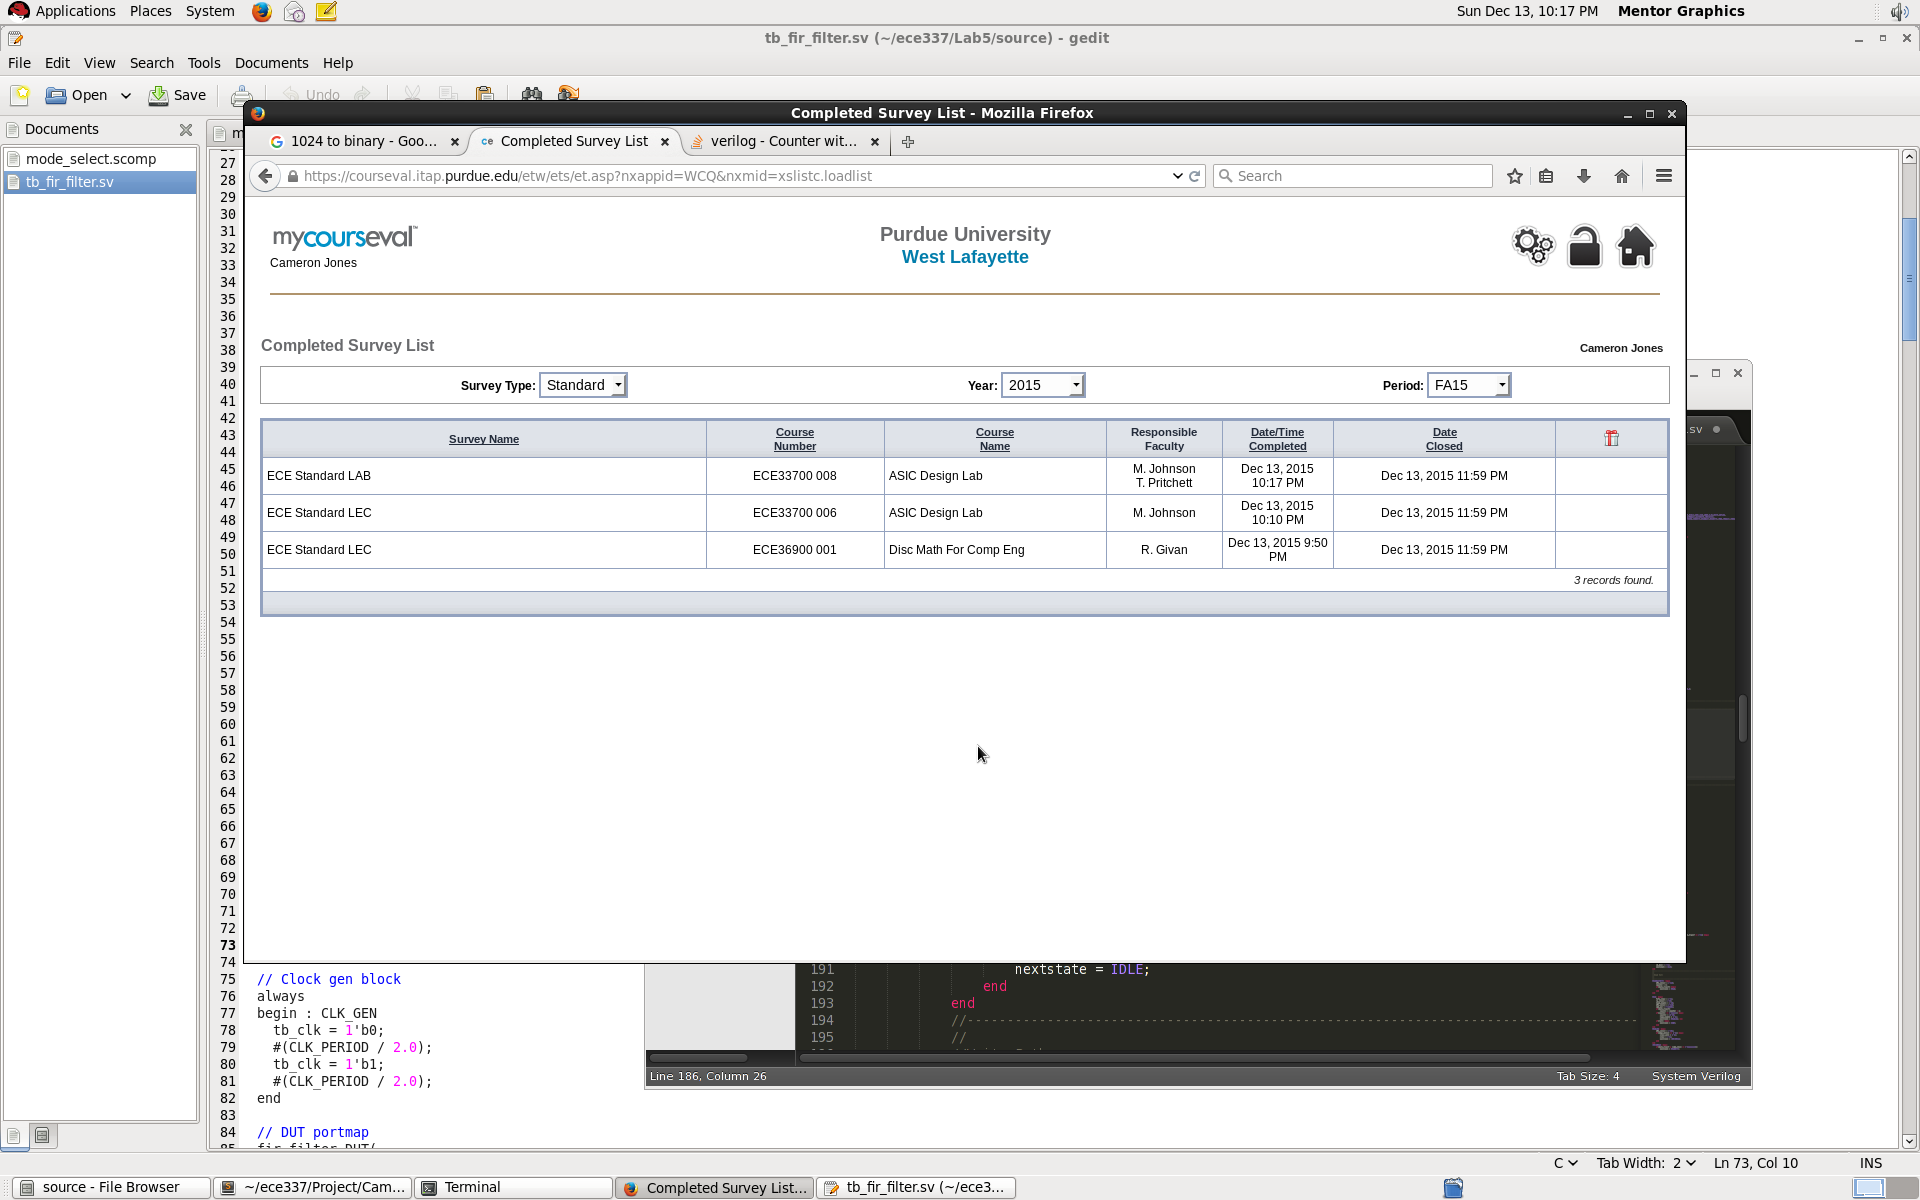 Applications Places System Sun Dec 13, 10:17 PM Mentor Graphics
tb_fir_filter.sv (~/ece337/Lab5/source) - gedit
File Edit View Search Tools Documents Help
Open Save Undo
Documents
mode_select.scomp
tb_fir_filter.sv
Completed Survey List - Mozilla Firefox
1024 to binary - Goo... Completed Survey List verilog - Counter wit...
https://courseval.itap.purdue.edu/etw/ets/et.asp?nxappid=WCQ&nxmid=xslistc.loadlist Search
mycourseval
Cameron Jones
Purdue University
West Lafayette
Completed Survey List
Cameron Jones
Survey Type: Standard Year: 2015 Period: FA15
Survey Name Course Number Course Name Responsible Faculty Date/Time Completed Date Closed
ECE Standard LAB ECE33700 008 ASIC Design Lab M. Johnson T. Pritchett Dec 13, 2015 10:17 PM Dec 13, 2015 11:59 PM
ECE Standard LEC ECE33700 006 ASIC Design Lab M. Johnson Dec 13, 2015 10:10 PM Dec 13, 2015 11:59 PM
ECE Standard LEC ECE36900 001 Disc Math For Comp Eng R. Givan Dec 13, 2015 9:50 PM Dec 13, 2015 11:59 PM
3 records found.
27
28
29
30
31
32
33
34
35
36
37
38
39
40
41
42
43
44
45
46
47
48
49
50
51
52
53
54
55
56
57
58
59
60
61
62
63
64
65
66
67
68
69
70
71
72
73
74
75 // Clock gen block
76 always
77 begin : CLK_GEN
78 tb_clk = 1'b0;
79 #(CLK_PERIOD / 2.0);
80 tb_clk = 1'b1;
81 #(CLK_PERIOD / 2.0);
82 end
83
84 // DUT portmap
.sv
191 nextstate = IDLE;
192 end
193 end
194 //------------------------------------------------------------
195 //
Line 186, Column 26 Tab Size: 4 System Verilog
C Tab Width: 2 Ln 73, Col 10 INS
source - File Browser ~/ece337/Project/Cam... Terminal Completed Survey List... tb_fir_filter.sv (~/ece3...